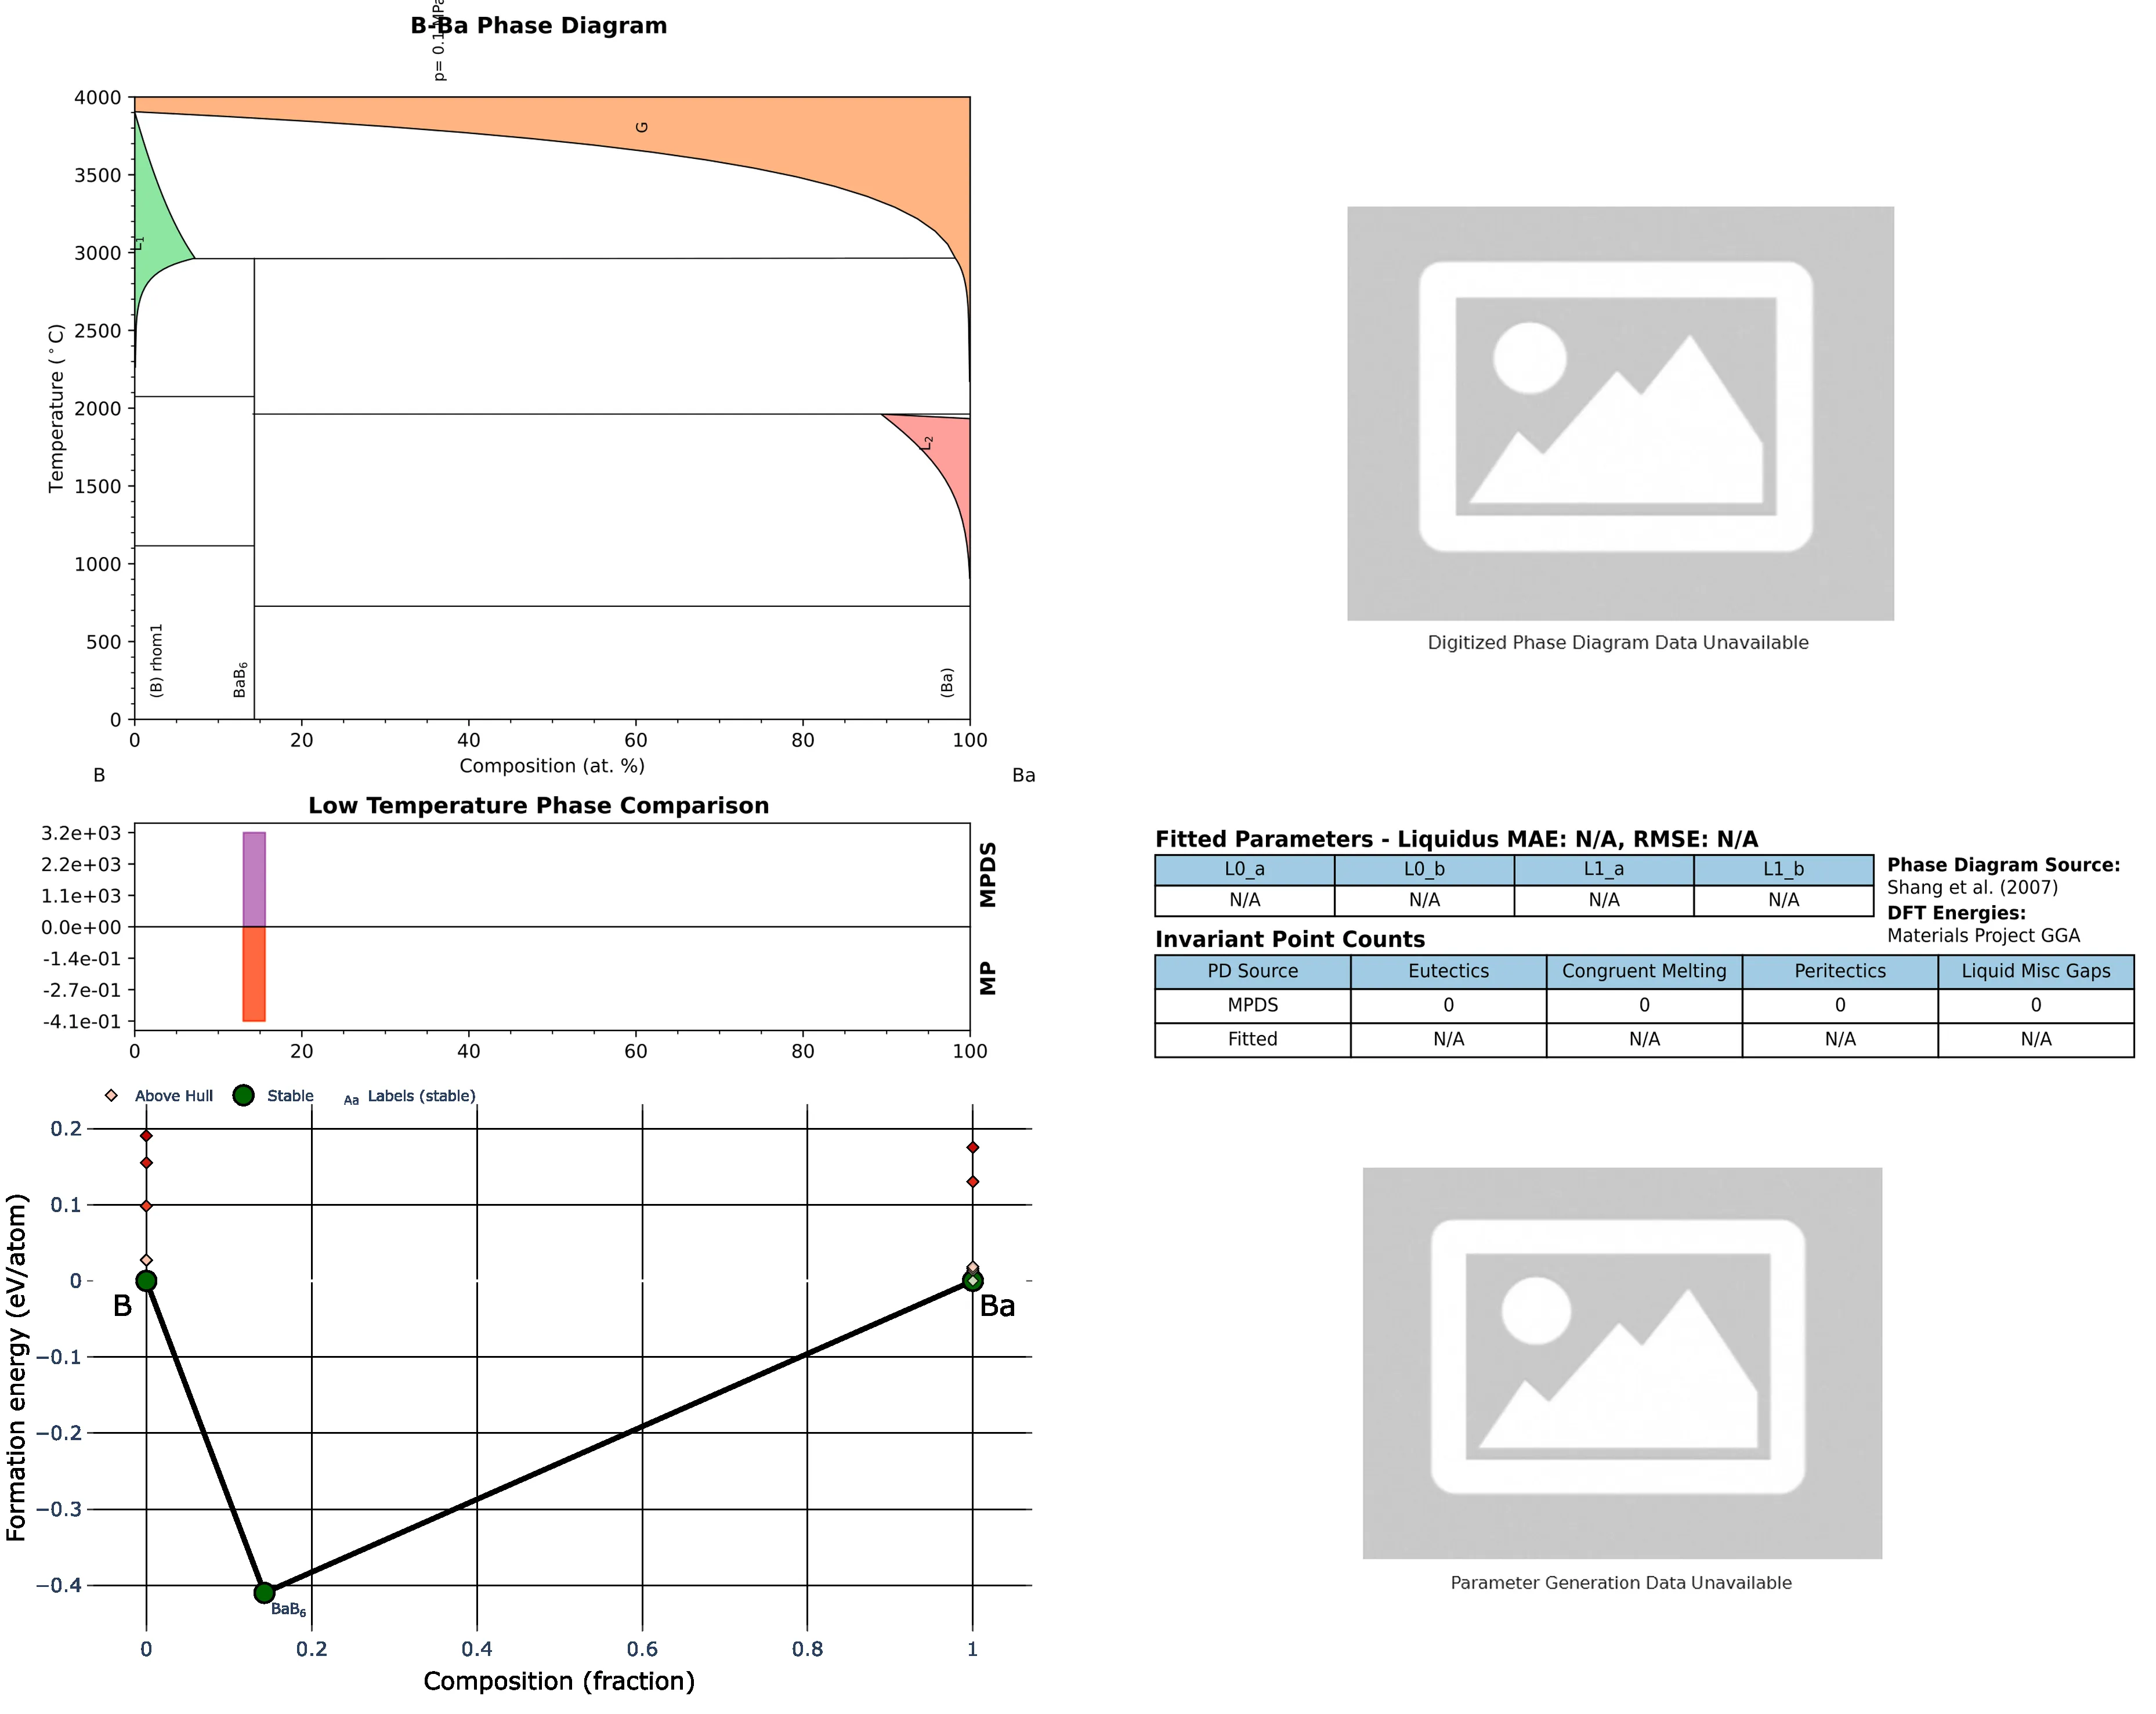 B-Ba Phase Diagram
p= 0.1 MPa
4000
3500
3000
2500
2000
1500
1000
500
0
Temperature (°C)
G
L1
L2
(B) rhom1
BaB6
(Ba)
0 20 40 60 80 100
Composition (at. %)
B Ba
Digitized Phase Diagram Data Unavailable
Low Temperature Phase Comparison
3.2e+03
2.2e+03
1.1e+03
0.0e+00
-1.4e-01
-2.7e-01
-4.1e-01
MPDS
MP
0 20 40 60 80 100
Fitted Parameters - Liquidus MAE: N/A, RMSE: N/A
L0_a L0_b L1_a L1_b
N/A N/A N/A N/A
Phase Diagram Source:
Shang et al. (2007)
DFT Energies:
Materials Project GGA
Invariant Point Counts
PD Source Eutectics Congruent Melting Peritectics Liquid Misc Gaps
MPDS 0 0 0 0
Fitted N/A N/A N/A N/A
Above Hull Stable Aa Labels (stable)
0.2
0.1
0
−0.1
−0.2
−0.3
−0.4
Formation energy (eV/atom)
B
Ba
BaB6
0 0.2 0.4 0.6 0.8 1
Composition (fraction)
Parameter Generation Data Unavailable